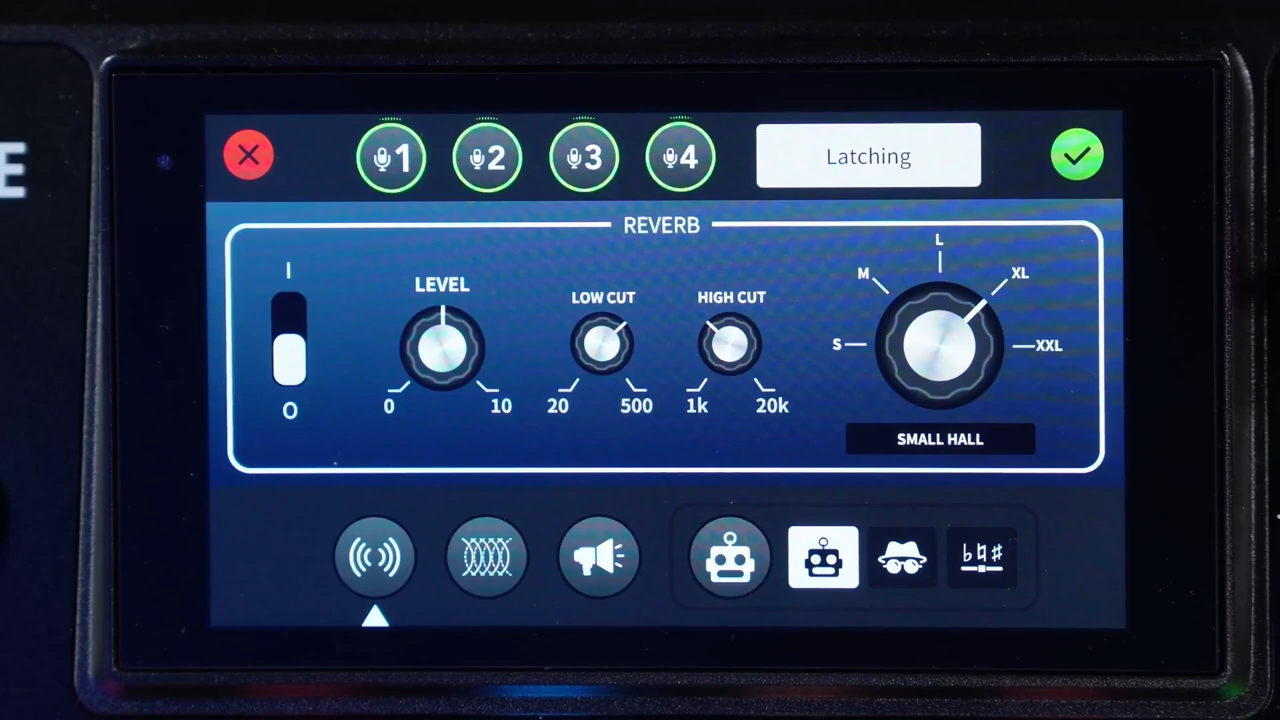 E
1 2 3 4 Latching
REVERB
I
O
LEVEL
0 10
LOW CUT
20 500
HIGH CUT
1k 20k
S M L XL XXL
SMALL HALL
♭♮♯